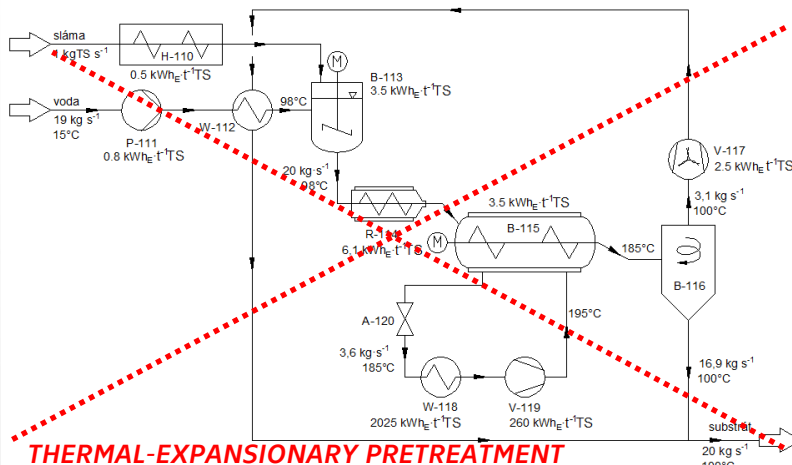 sláma
1 kgTS s⁻¹
H-110
0.5 kWhE·t⁻¹TS
M
B-113
3.5 kWhE·t⁻¹TS
voda
19 kg s⁻¹
15°C
P-111
0.8 kWhE·t⁻¹TS
W-112
98°C
V-117
2.5 kWhE·t⁻¹TS
20 kg·s⁻¹
98°C
3,1 kg s⁻¹
100°C
R-114
6,1 kWhE·t⁻¹TS
M
3.5 kWhE·t⁻¹TS
B-115
185°C
B-116
A-120
195°C
3,6 kg·s⁻¹
185°C
W-118
2025 kWhE·t⁻¹TS
V-119
260 kWhE·t⁻¹TS
16,9 kg s⁻¹
100°C
substrát
20 kg s⁻¹
100°C
THERMAL-EXPANSIONARY PRETREATMENT